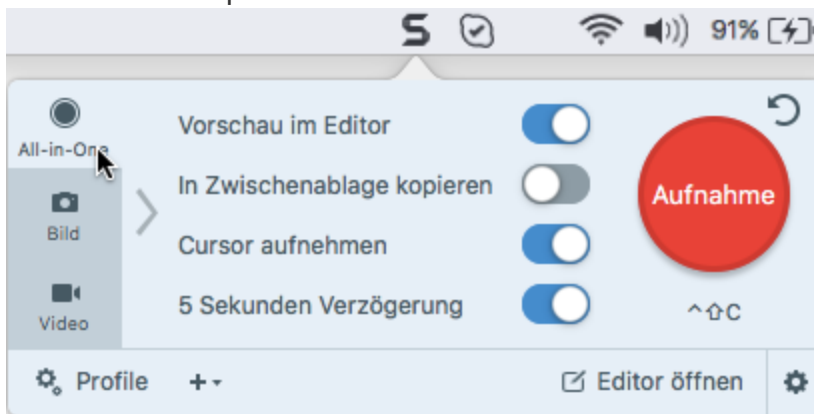 91%
All-in-One
Bild
Video
Vorschau im Editor
In Zwischenablage kopieren
Cursor aufnehmen
5 Sekunden Verzögerung
Aufnahme
^⇧C
Profile
+
Editor öffnen